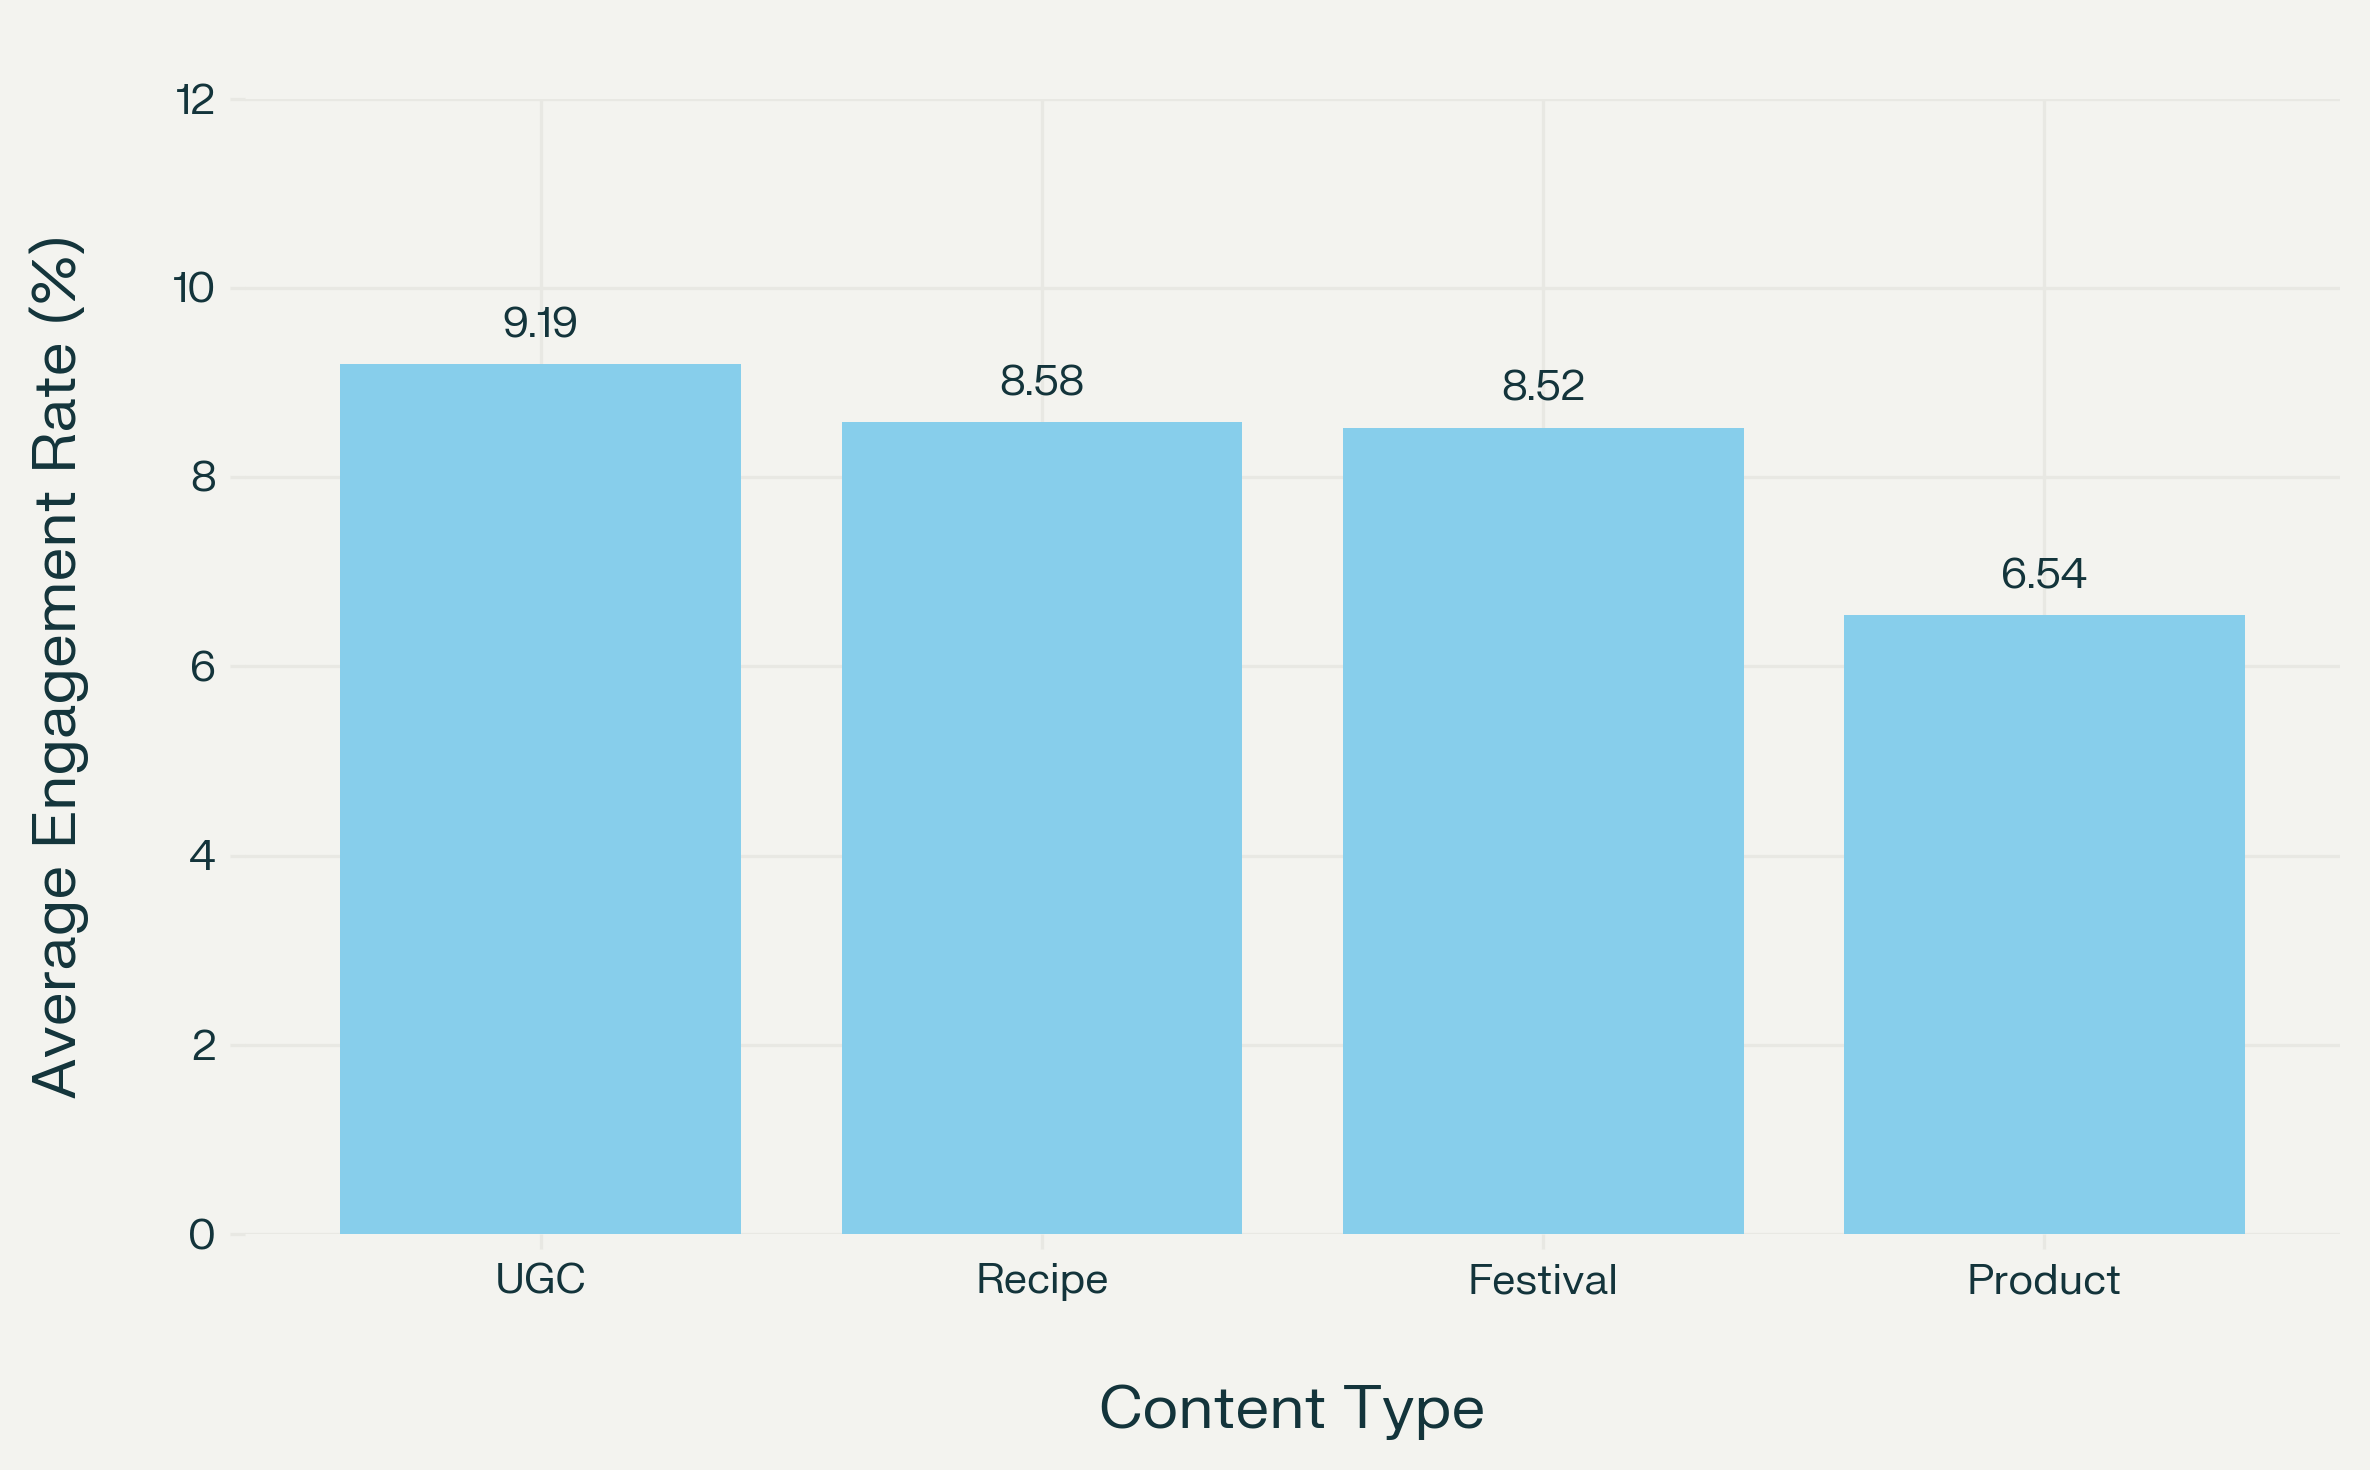 Average Engagement Rate (%)
12
10
8
6
4
2
0
9.19
8.58
8.52
6.54
UGC
Recipe
Festival
Product
Content Type